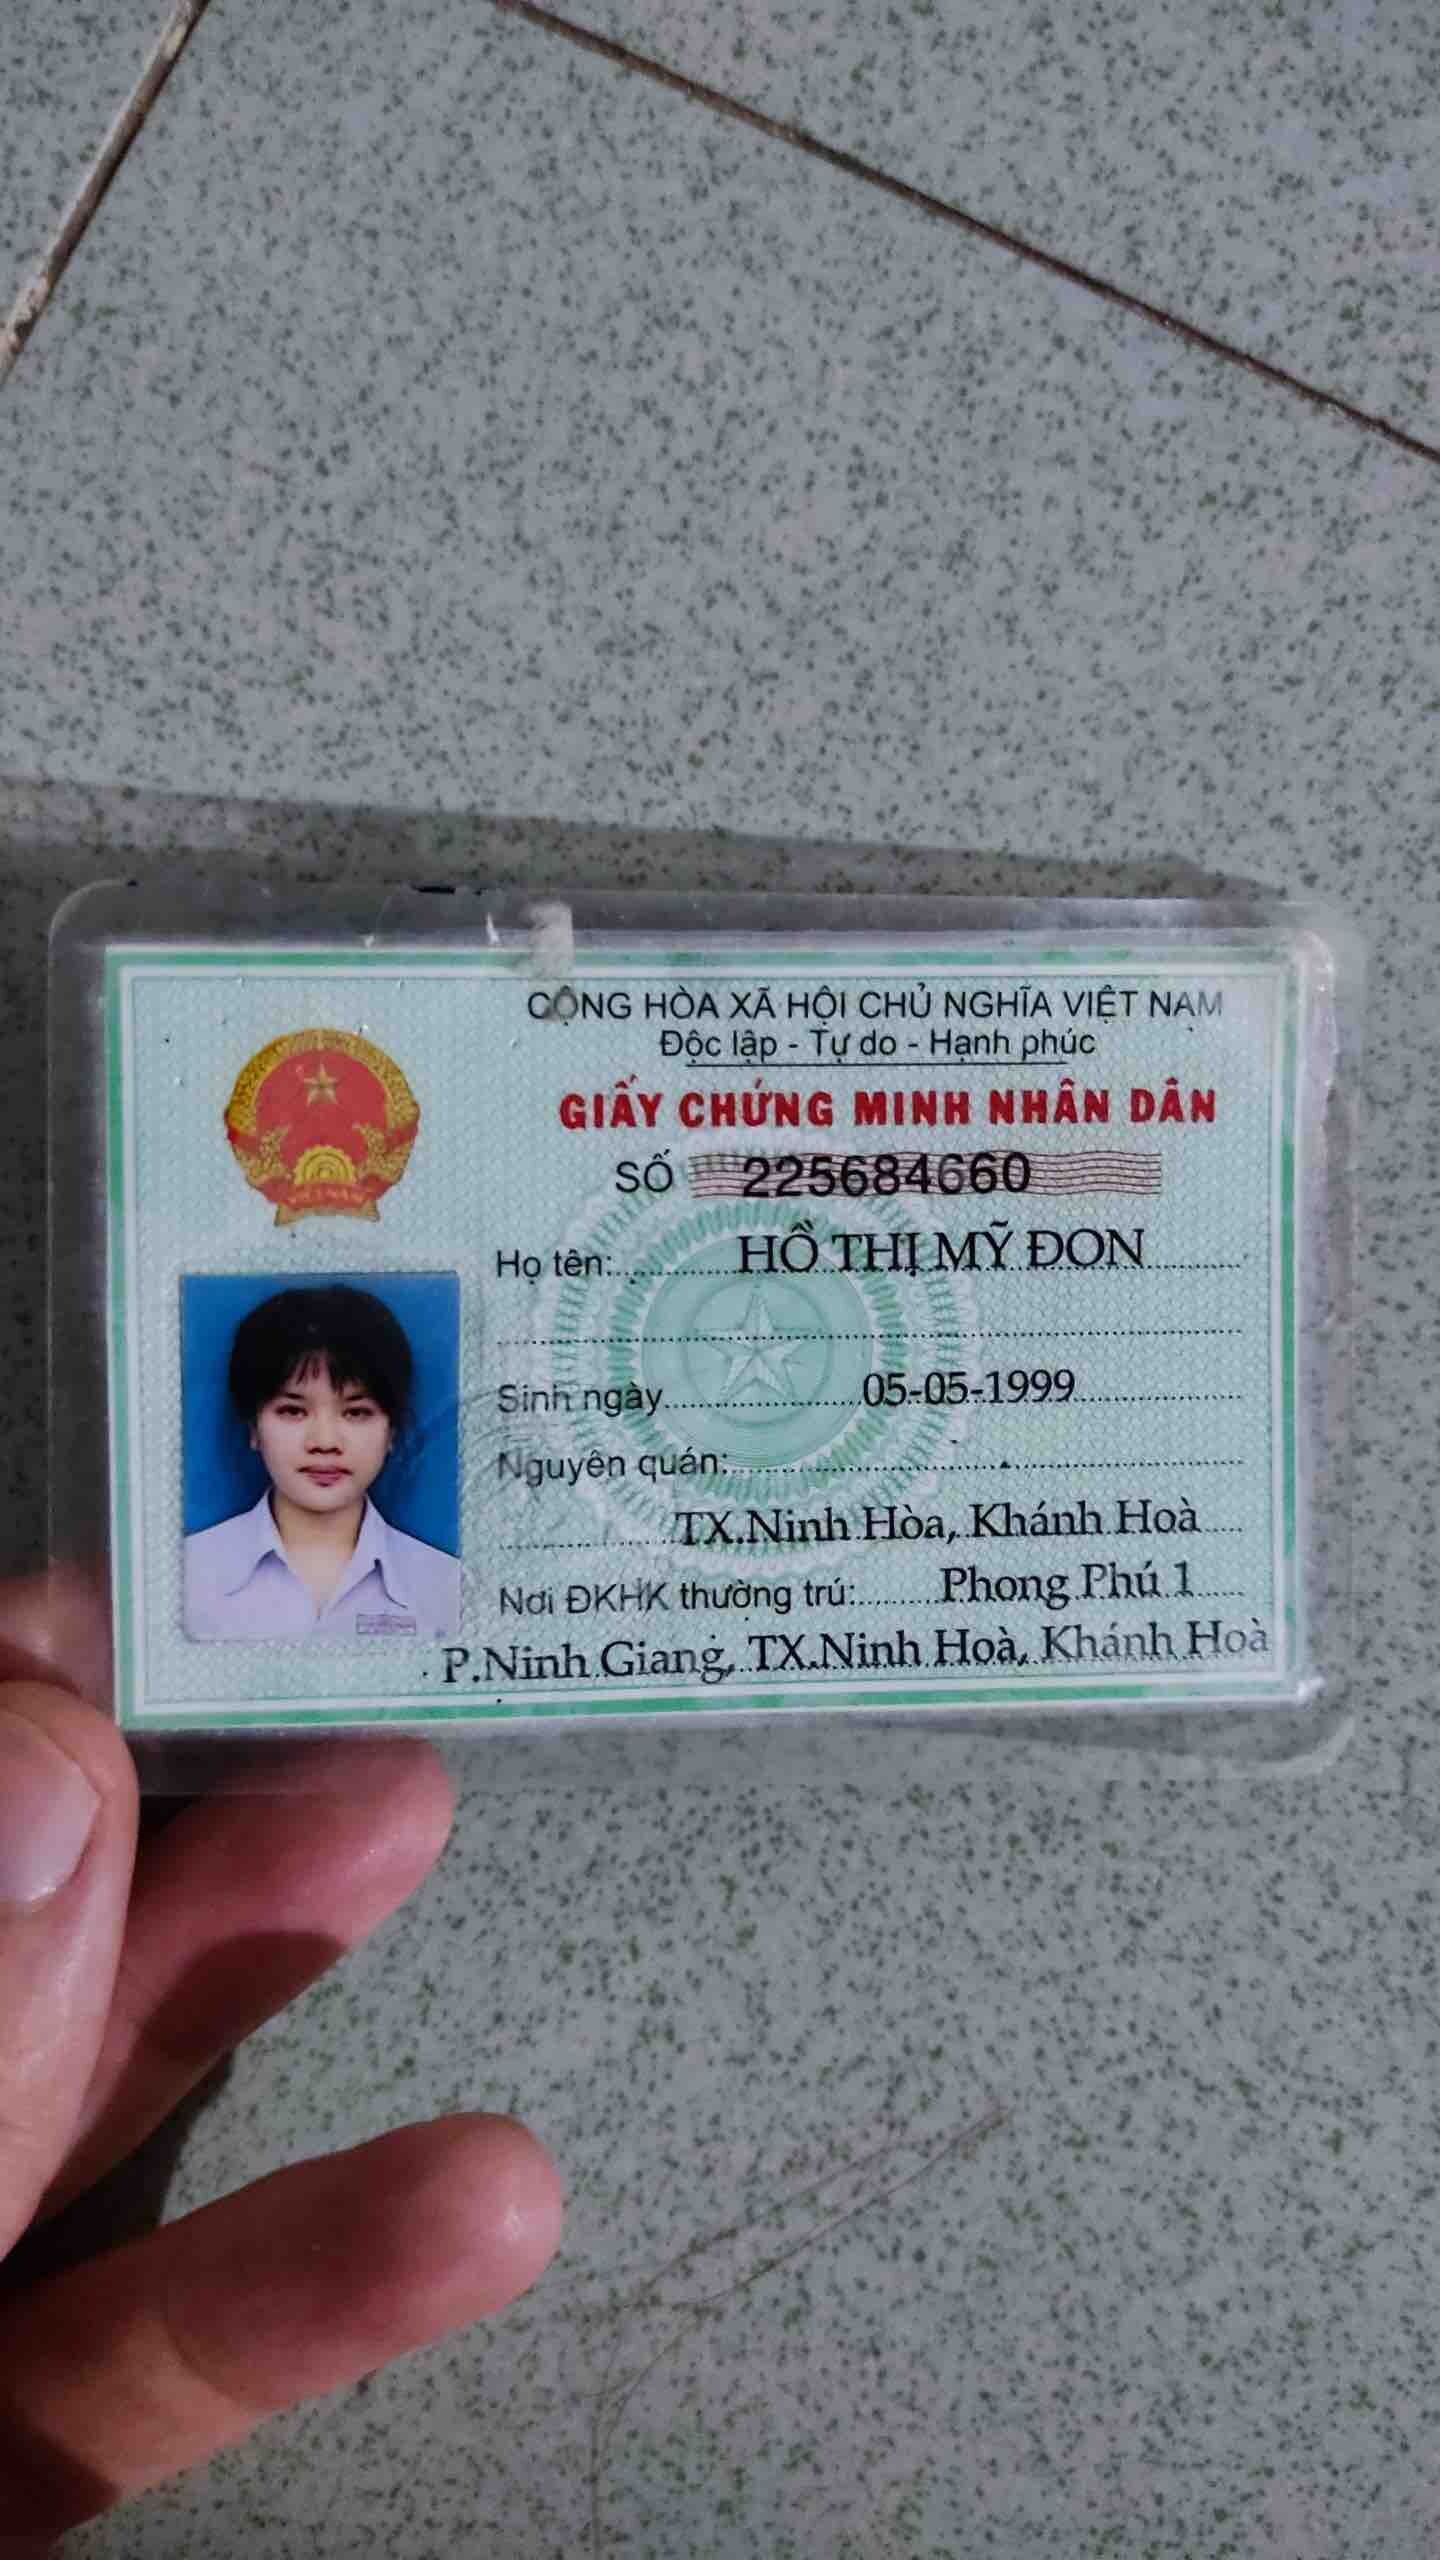 CỘNG HÒA XÃ HỘI CHỦ NGHĨA VIỆT NAM
Độc lập - Tự do - Hạnh phúc
GIẤY CHỨNG MINH NHÂN DÂN
SỐ 225684660
Họ tên: HỒ THỊ MỸ ĐON
Sinh ngày 05-05-1999
Nguyên quán:
TX.Ninh Hòa, Khánh Hoà
Nơi ĐKHK thường trú: Phong Phú 1
P.Ninh Giang, TX.Ninh Hoà, Khánh Hoà
VIỆT NAM